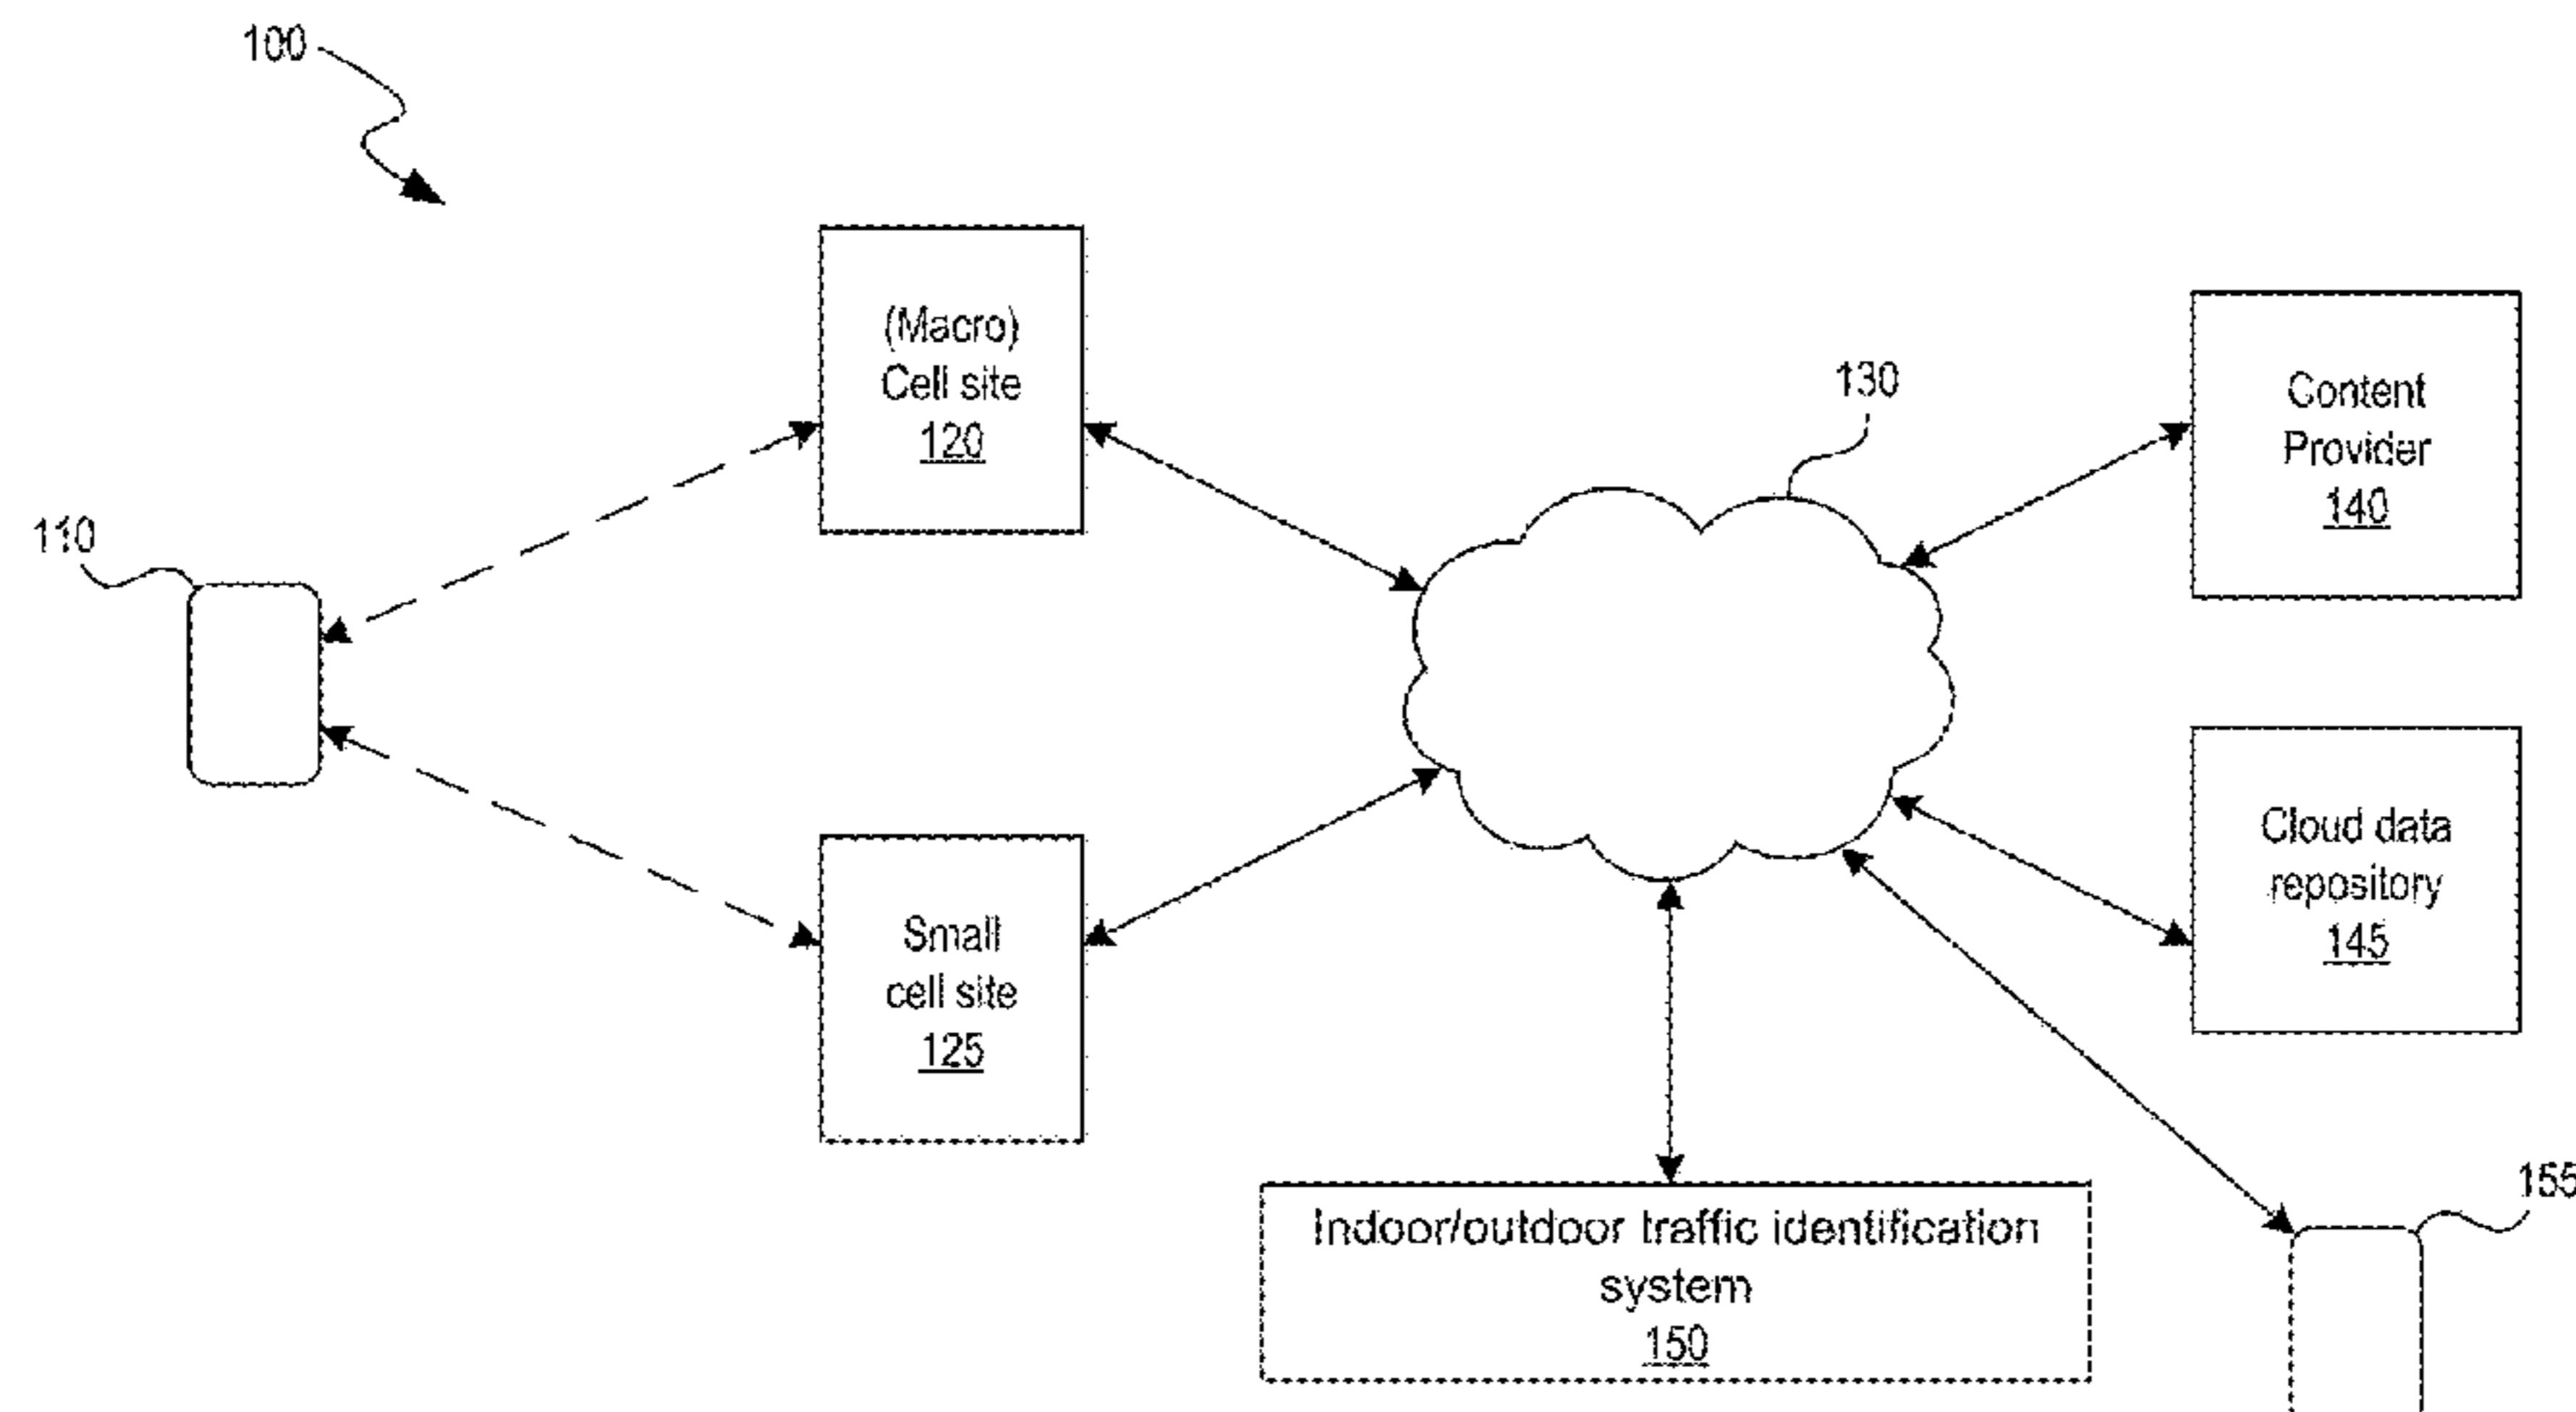 100
(Macro)
Cell site
120
130
Content
Provider
140
110
Cloud data
repository
145
Small
cell site
125
155
Indoor/outdoor traffic identification
system
150